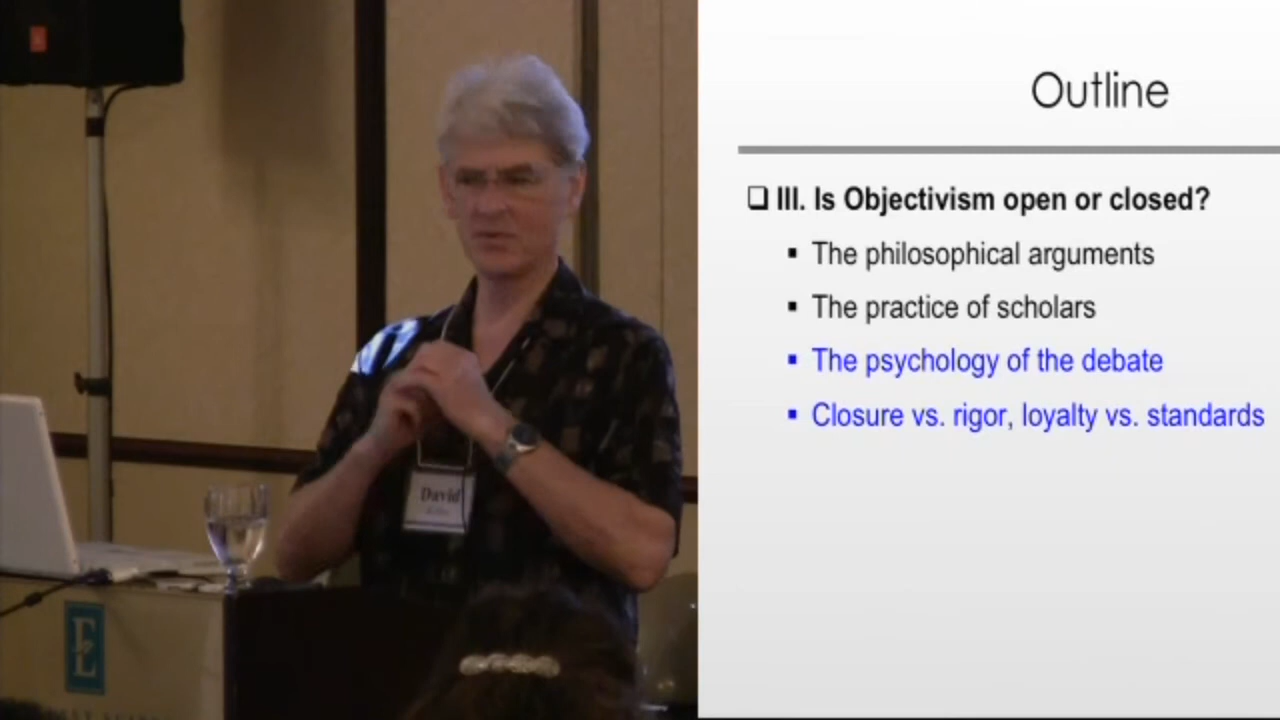 Outline
❑ III. Is Objectivism open or closed?
▪ The philosophical arguments
▪ The practice of scholars
▪ The psychology of the debate
▪ Closure vs. rigor, loyalty vs. standards
David